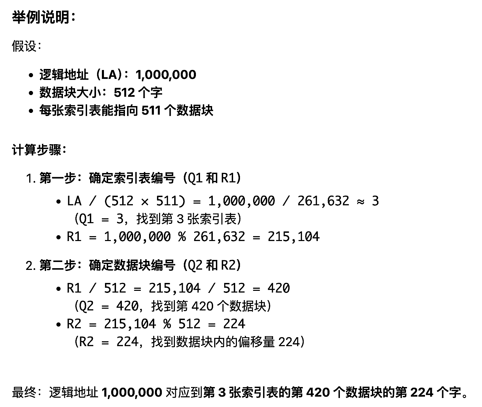 举例说明：
假设：
• 逻辑地址（LA）：1,000,000
• 数据块大小：512 个字
• 每张索引表能指向 511 个数据块
计算步骤：
1. 第一步：确定索引表编号（Q1 和 R1）
• LA / (512 × 511) = 1,000,000 / 261,632 ≈ 3
（Q1 = 3，找到第 3 张索引表）
• R1 = 1,000,000 % 261,632 = 215,104
2. 第二步：确定数据块编号（Q2 和 R2）
• R1 / 512 = 215,104 / 512 = 420
（Q2 = 420，找到第 420 个数据块）
• R2 = 215,104 % 512 = 224
（R2 = 224，找到数据块内的偏移量 224）
最终：逻辑地址 1,000,000 对应到第 3 张索引表的第 420 个数据块的第 224 个字。